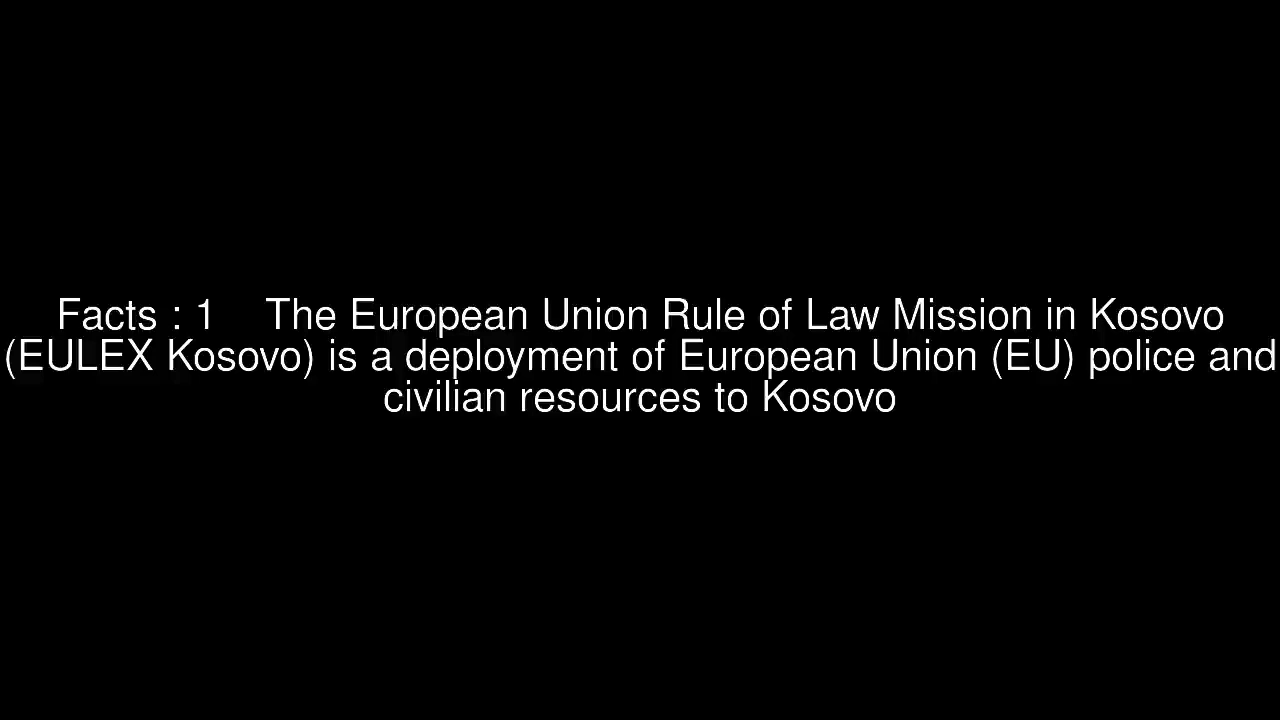 Facts : 1    The European Union Rule of Law Mission in Kosovo
(EULEX Kosovo) is a deployment of European Union (EU) police and
civilian resources to Kosovo